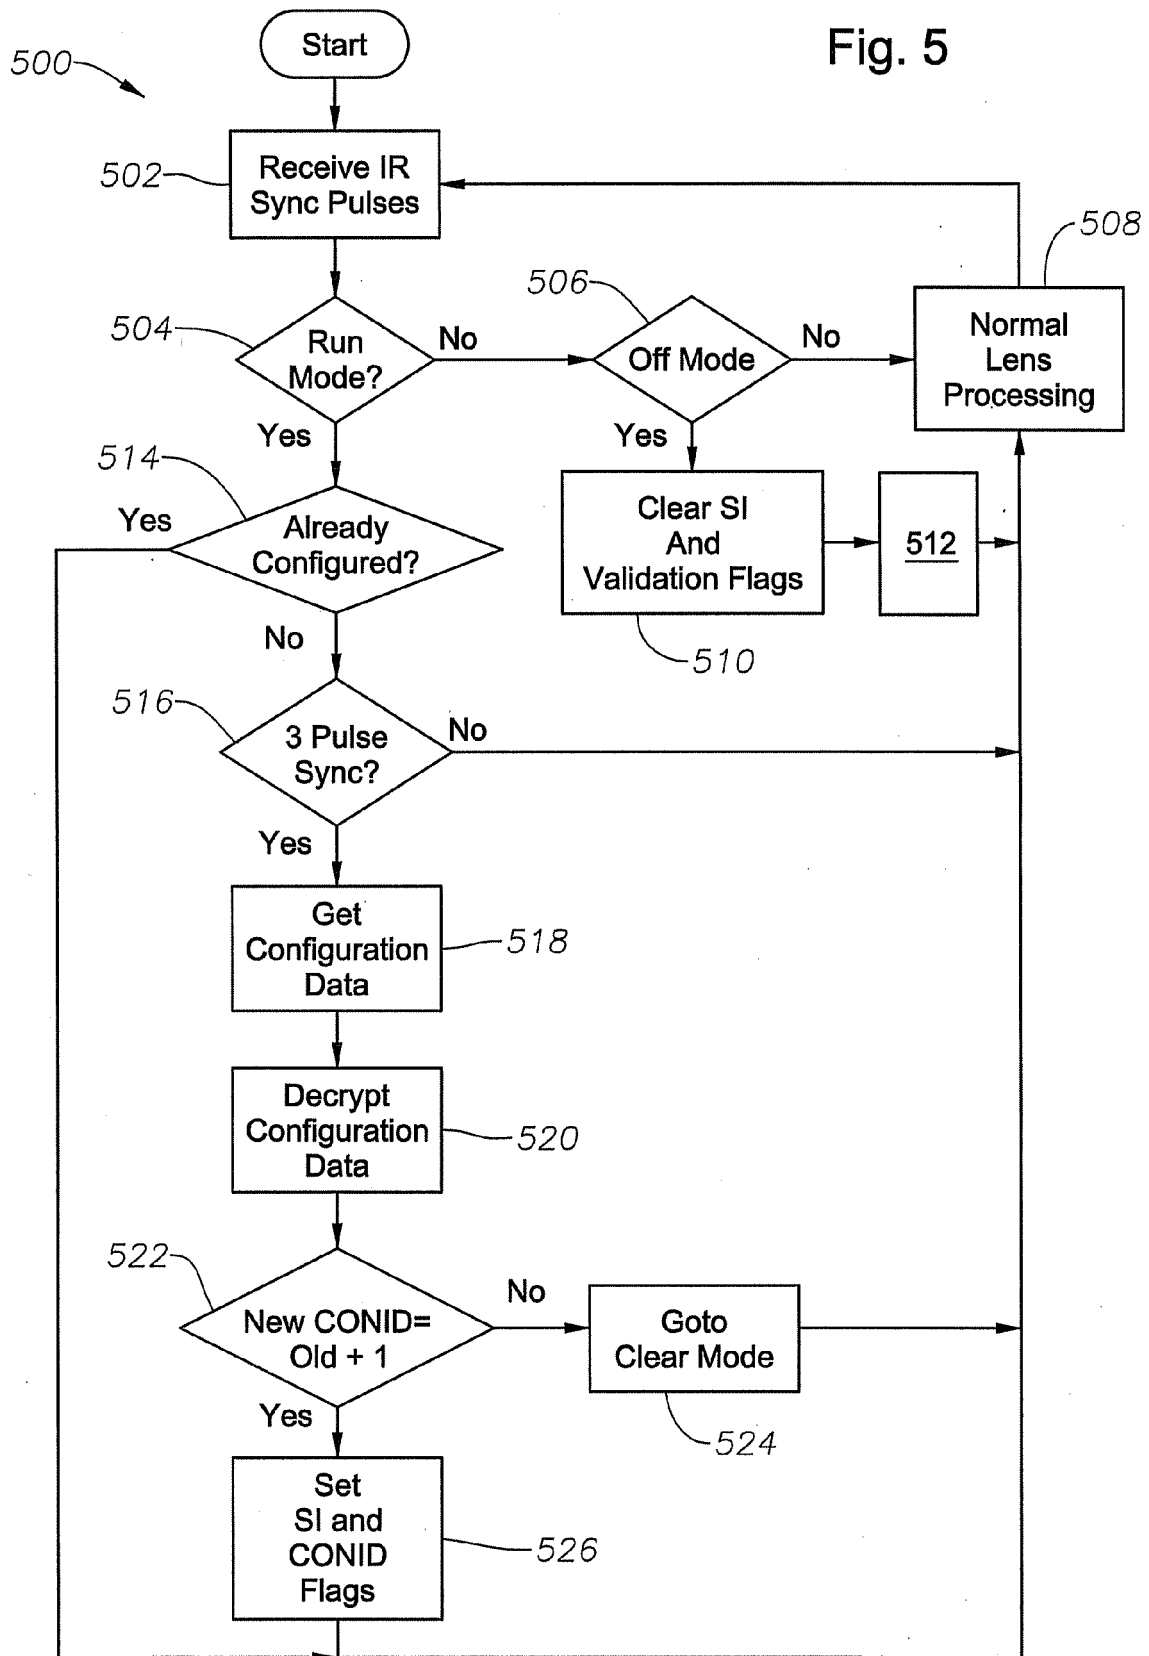 Fig. 5
500
Start
502
Receive IR
Sync Pulses
508
Normal
Lens
Processing
504
Run
Mode?
No
506
Off Mode
No
Yes
Yes
514
Yes
Already
Configured?
Clear SI
And
Validation Flags
512
510
No
516
3 Pulse
Sync?
No
Yes
Get
Configuration
Data
518
Decrypt
Configuration
Data
520
522
New CONID=
Old + 1
No
Goto
Clear Mode
524
Yes
Set
SI and
CONID
Flags
526